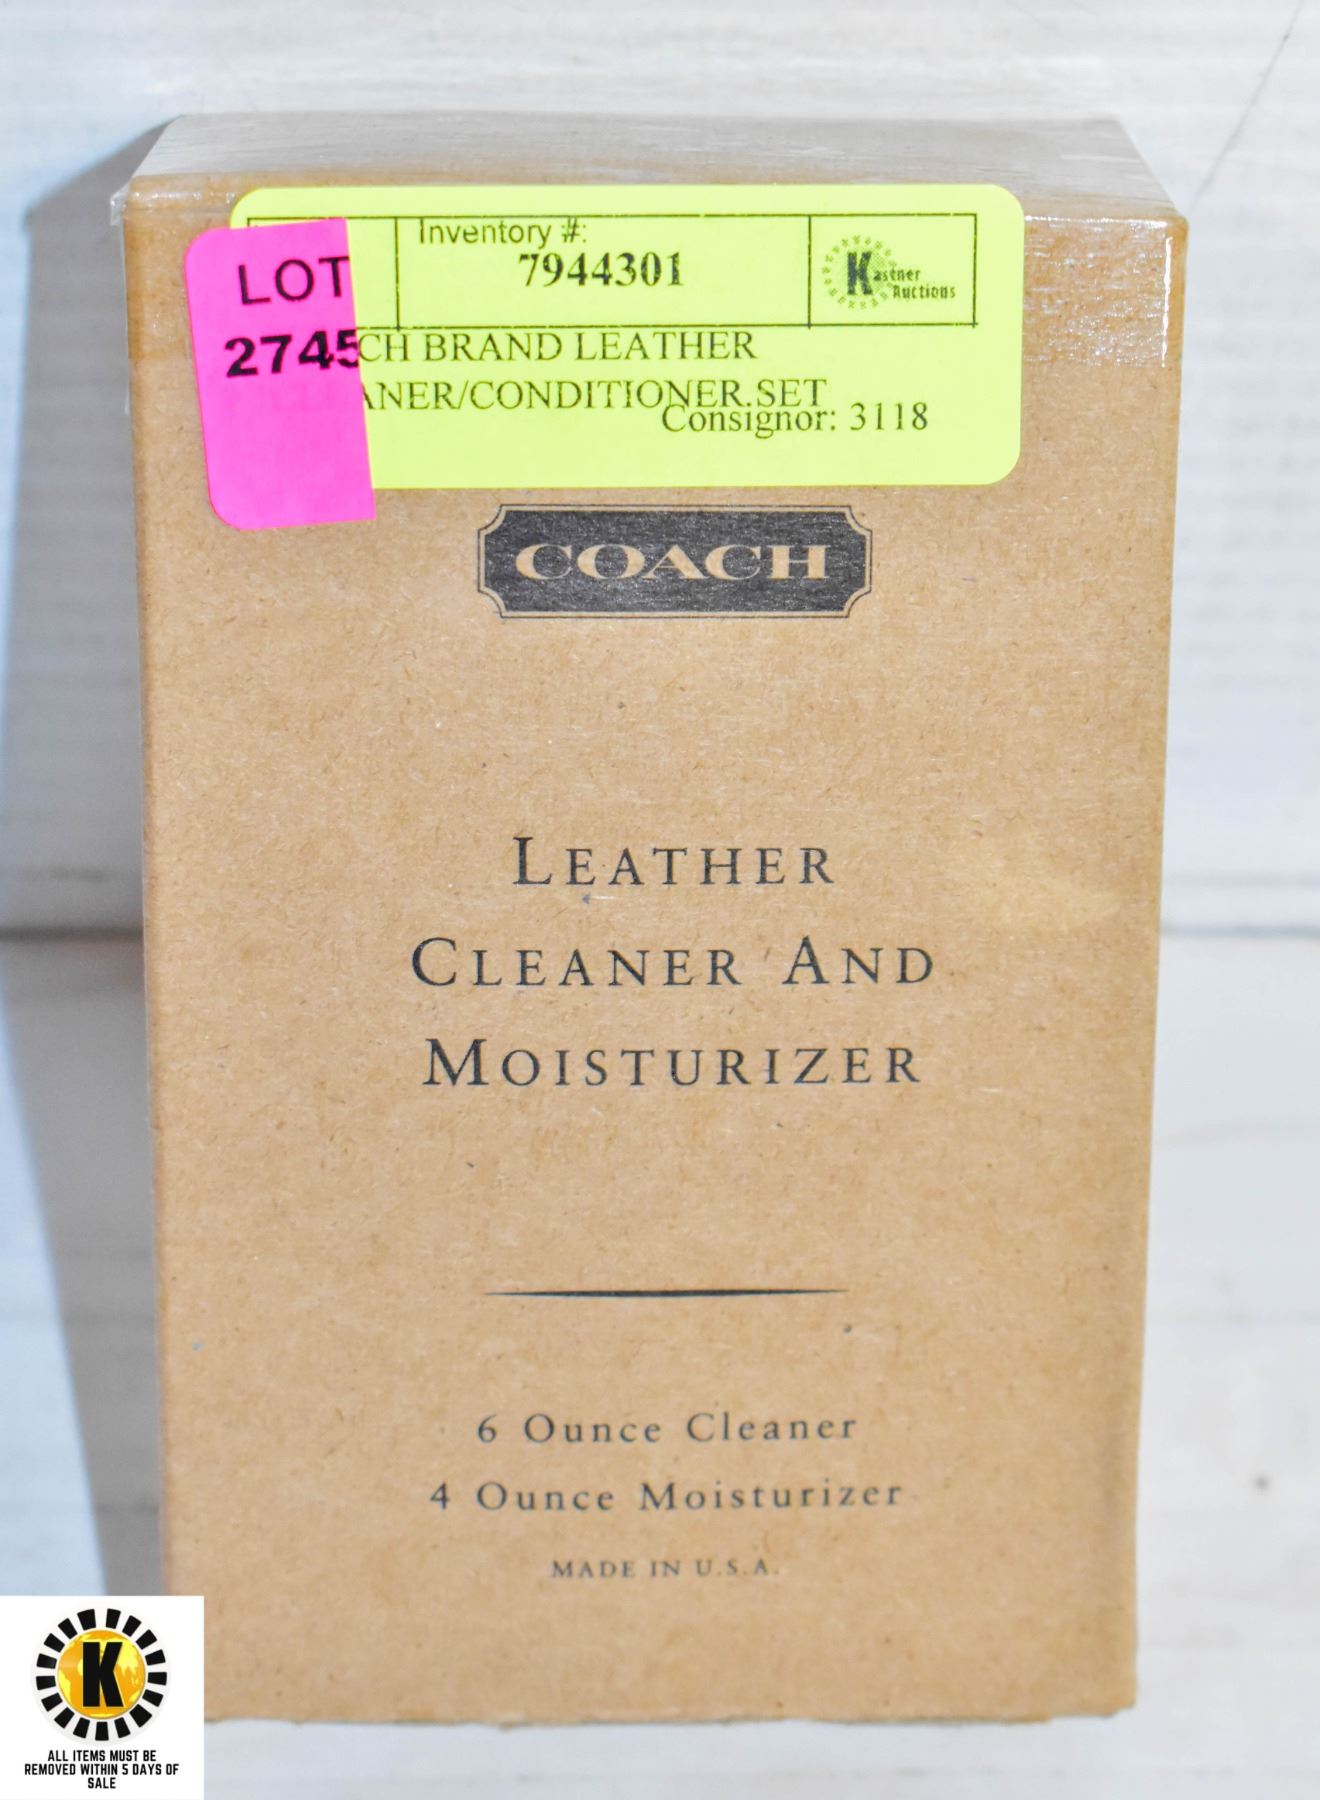 LOT
2745
Inventory #:
7944301
Kastner
Auctions
CH BRAND LEATHER
ANER/CONDITIONER.SET
Consignor: 3118
COACH
LEATHER
CLEANER AND
MOISTURIZER
6 Ounce Cleaner
4 Ounce Moisturizer
MADE IN U.S.A.
K
ALL ITEMS MUST BE
REMOVED WITHIN 5 DAYS OF
SALE